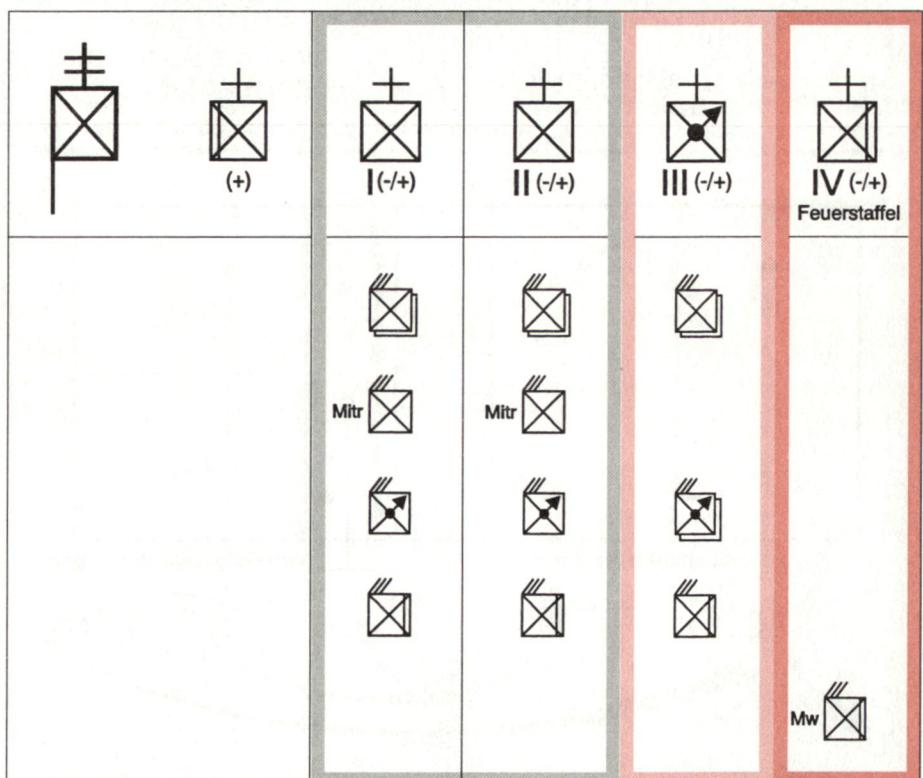 (+)
I (-/+)
II (-/+)
III (-/+)
IV (-/+)
Feuerstaffel
Mitr
Mitr
Mw